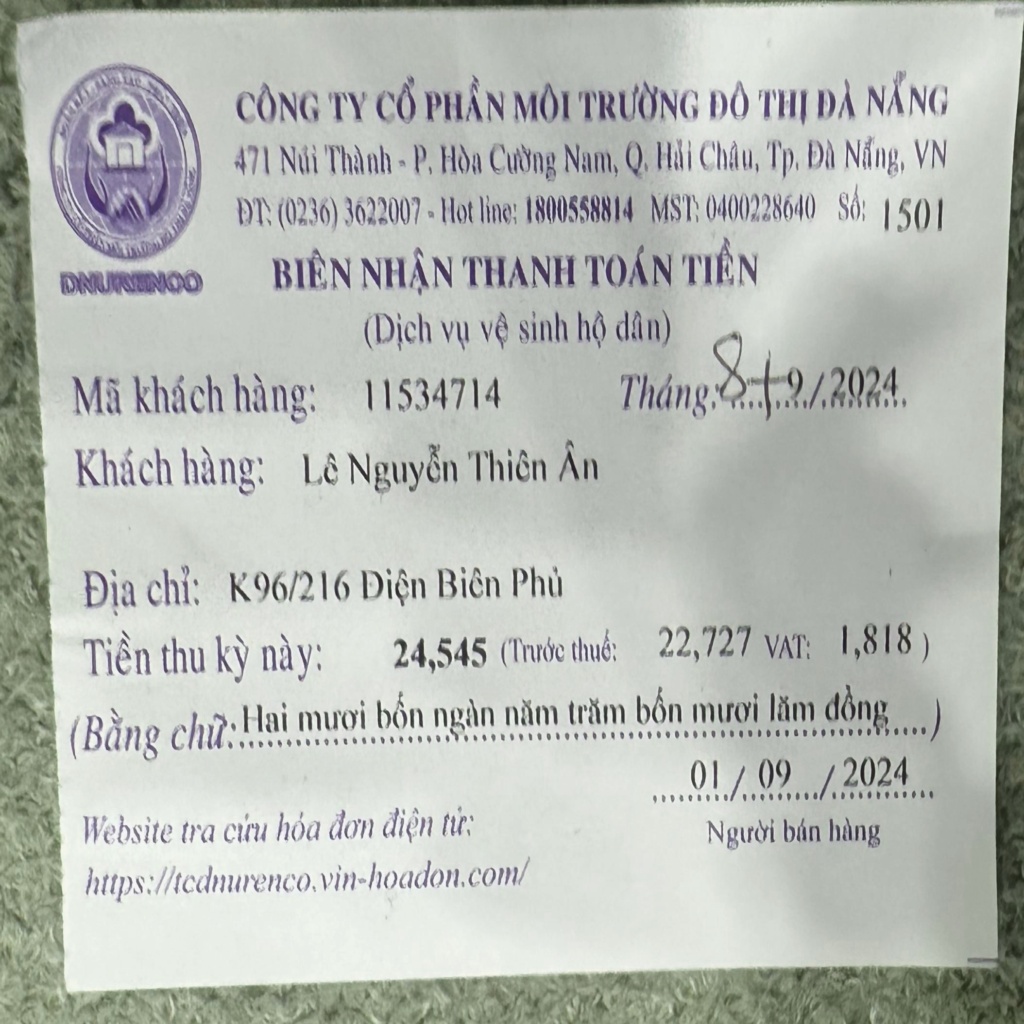 CÔNG TY CỔ PHẦN MÔI TRƯỜNG ĐÔ THỊ ĐÀ NẴNG
471 Núi Thành - P. Hòa Cường Nam, Q. Hải Châu, Tp. Đà Nẵng, VN
ĐT: (0236) 3622007 - Hot line: 1800558814 MST: 0400228640 Số: 1501
DNURENCO
BIÊN NHẬN THANH TOÁN TIỀN
(Dịch vụ vệ sinh hộ dân)
Mã khách hàng: 11534714 Tháng: 8+9/2024
Khách hàng: Lê Nguyễn Thiên Ân
Địa chỉ: K96/216 Điện Biên Phủ
Tiền thu kỳ này: 24,545 (Trước thuế: 22,727 VAT: 1,818 )
(Bằng chữ: Hai mươi bốn ngàn năm trăm bốn mươi lăm đồng)
01 / 09 / 2024
Website tra cứu hóa đơn điện tử:
Người bán hàng
https://tcdnurenco.vin-hoadon.com/